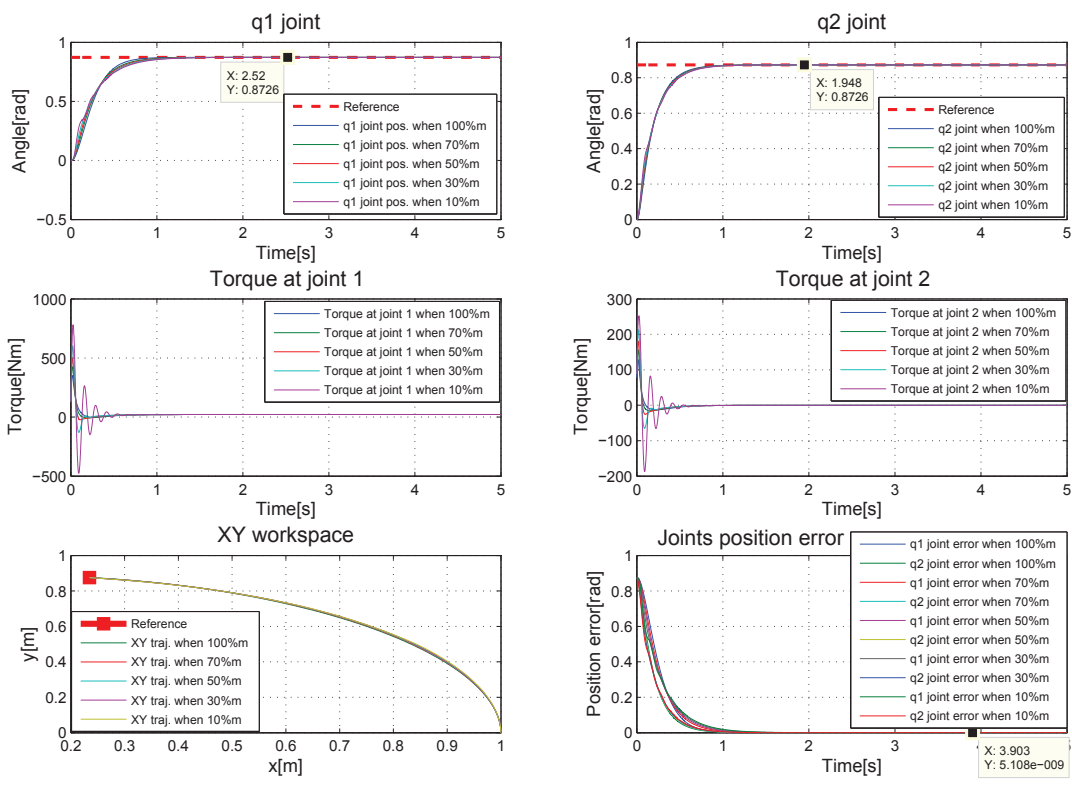 q1 joint
1
0.5
0
−0.5
Angle[rad]
X: 2.52
Y: 0.8726
Reference
q1 joint pos. when 100%m
q1 joint pos. when 70%m
q1 joint pos. when 50%m
q1 joint pos. when 30%m
q1 joint pos. when 10%m
0 1 2 3 4 5
Time[s]
q2 joint
1
0.8
0.6
0.4
0.2
0
Angle[rad]
X: 1.948
Y: 0.8726
Reference
q2 joint when 100%m
q2 joint when 70%m
q2 joint when 50%m
q2 joint when 30%m
q2 joint when 10%m
0 1 2 3 4 5
Time[s]
Torque at joint 1
1000
500
0
−500
Torque[Nm]
Torque at joint 1 when 100%m
Torque at joint 1 when 70%m
Torque at joint 1 when 50%m
Torque at joint 1 when 30%m
Torque at joint 1 when 10%m
0 1 2 3 4 5
Time[s]
Torque at joint 2
300
200
100
0
−100
−200
Torque[Nm]
Torque at joint 2 when 100%m
Torque at joint 2 when 70%m
Torque at joint 2 when 50%m
Torque at joint 2 when 30%m
Torque at joint 2 when 10%m
0 1 2 3 4 5
Time[s]
XY workspace
1
0.8
0.6
0.4
0.2
0
y[m]
Reference
XY traj. when 100%m
XY traj. when 70%m
XY traj. when 50%m
XY traj. when 30%m
XY traj. when 10%m
0.2 0.3 0.4 0.5 0.6 0.7 0.8 0.9 1
x[m]
Joints position error
1
0.8
0.6
0.4
0.2
0
Position error[rad]
q1 joint error when 100%m
q2 joint error when 100%m
q1 joint error when 70%m
q2 joint error when 70%m
q1 joint error when 50%m
q2 joint error when 50%m
q1 joint error when 30%m
q2 joint error when 30%m
q1 joint error when 10%m
q2 joint error when 10%m
X: 3.903
Y: 5.108e−009
0 1 2 3
Time[s]